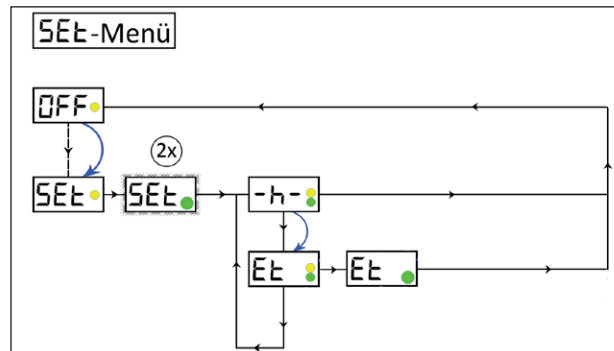 SEt-Menü
OFF
2x
SEt SEt -h-
Et Et